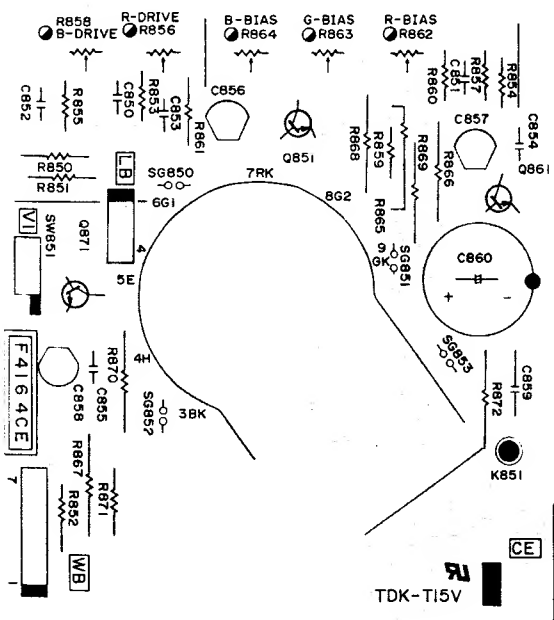 R858
B-DRIVE
R-DRIVE
R856
B-BIAS
R864
G-BIAS
R863
R-BIAS
R862
C852
R855
C850
R853
C853
R861
C856
Q851
R868
R859
R869
R860
C851
R857
R854
C857
C854
R866
Q861
R850
R851
LB
SG850
7RK
8G2
6G1
R865
VI
SW851
Q871
4
5E
9
GK
SG851
C860
+ -
F4164CE
C858
C855
R870
4H
SG852
3BK
SG853
R872
C859
K851
7
R867
R852
R871
1
WB
CE
UR
TDK-T15V